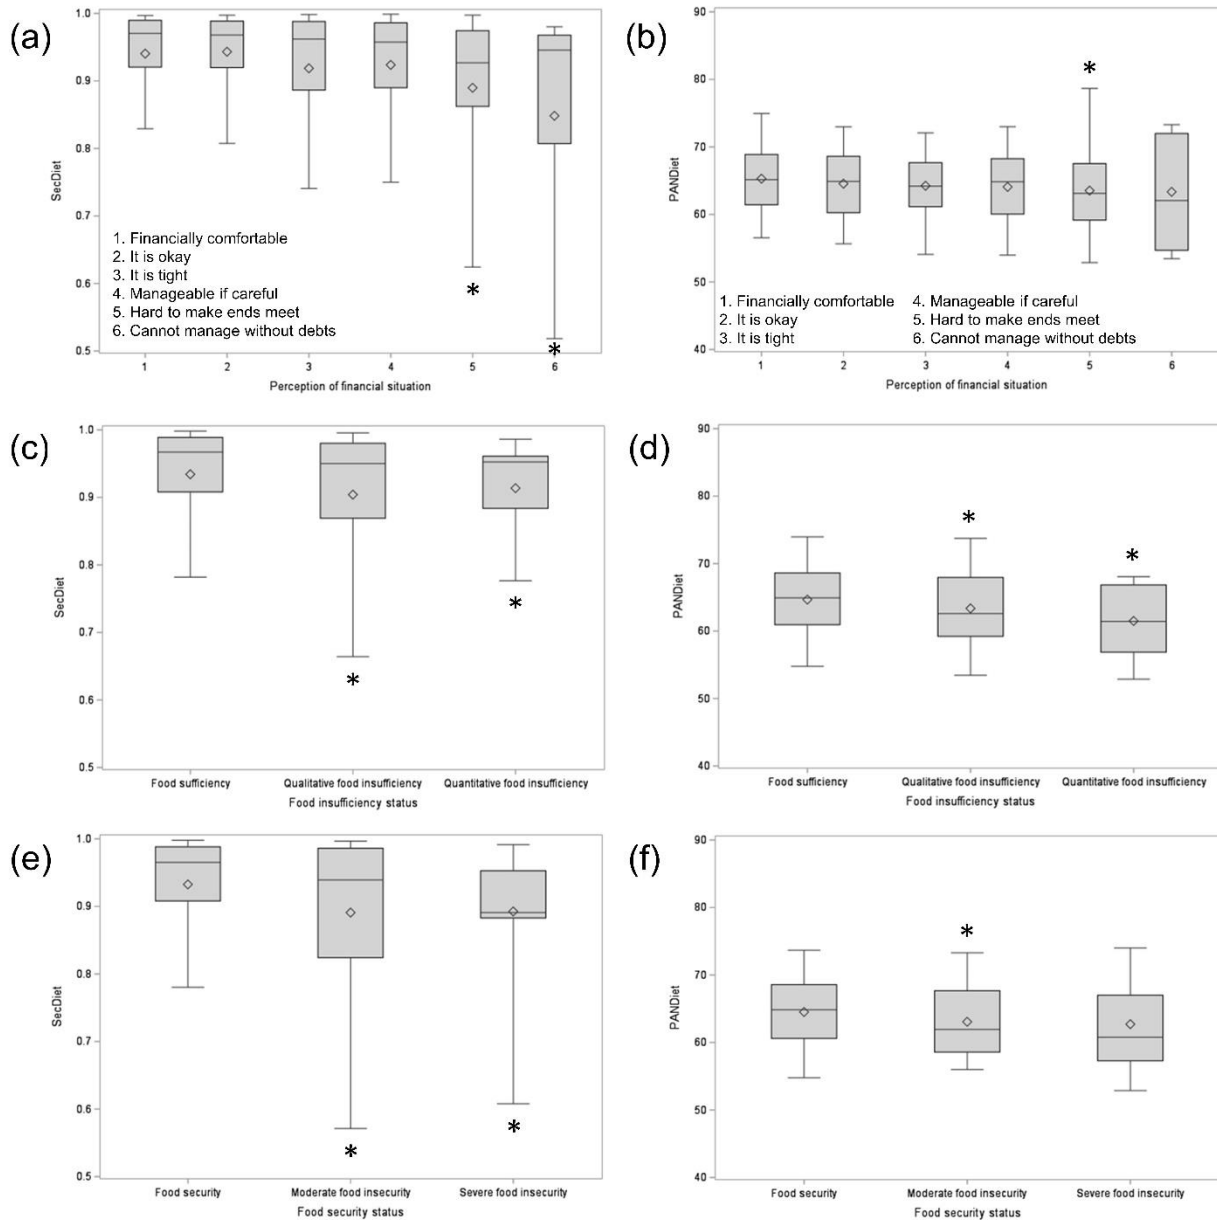 (a)
1.0
0.9
0.8
0.7
0.6
0.5
SecDiet
1. Financially comfortable
2. It is okay
3. It is tight
4. Manageable if careful
5. Hard to make ends meet
6. Cannot manage without debts
*
*
1 2 3 4 5 6
Perception of financial situation
(b)
90
80
70
60
50
40
PANDiet
*
1. Financially comfortable 4. Manageable if careful
2. It is okay 5. Hard to make ends meet
3. It is tight 6. Cannot manage without debts
1 2 3 4 5 6
Perception of financial situation
(c)
1.0
0.9
0.8
0.7
0.6
0.5
SecDiet
*
*
Food sufficiency Qualitative food insufficiency Quantitative food insufficiency
Food insufficiency status
(d)
90
80
70
60
50
40
PANDiet
*
*
Food sufficiency Qualitative food insufficiency Quantitative food insufficiency
Food insufficiency status
(e)
1.0
0.9
0.8
0.7
0.6
0.5
SecDiet
*
*
Food security Moderate food insecurity Severe food insecurity
Food security status
(f)
90
80
70
60
50
40
PANDiet
*
Food security Moderate food insecurity Severe food insecurity
Food security status